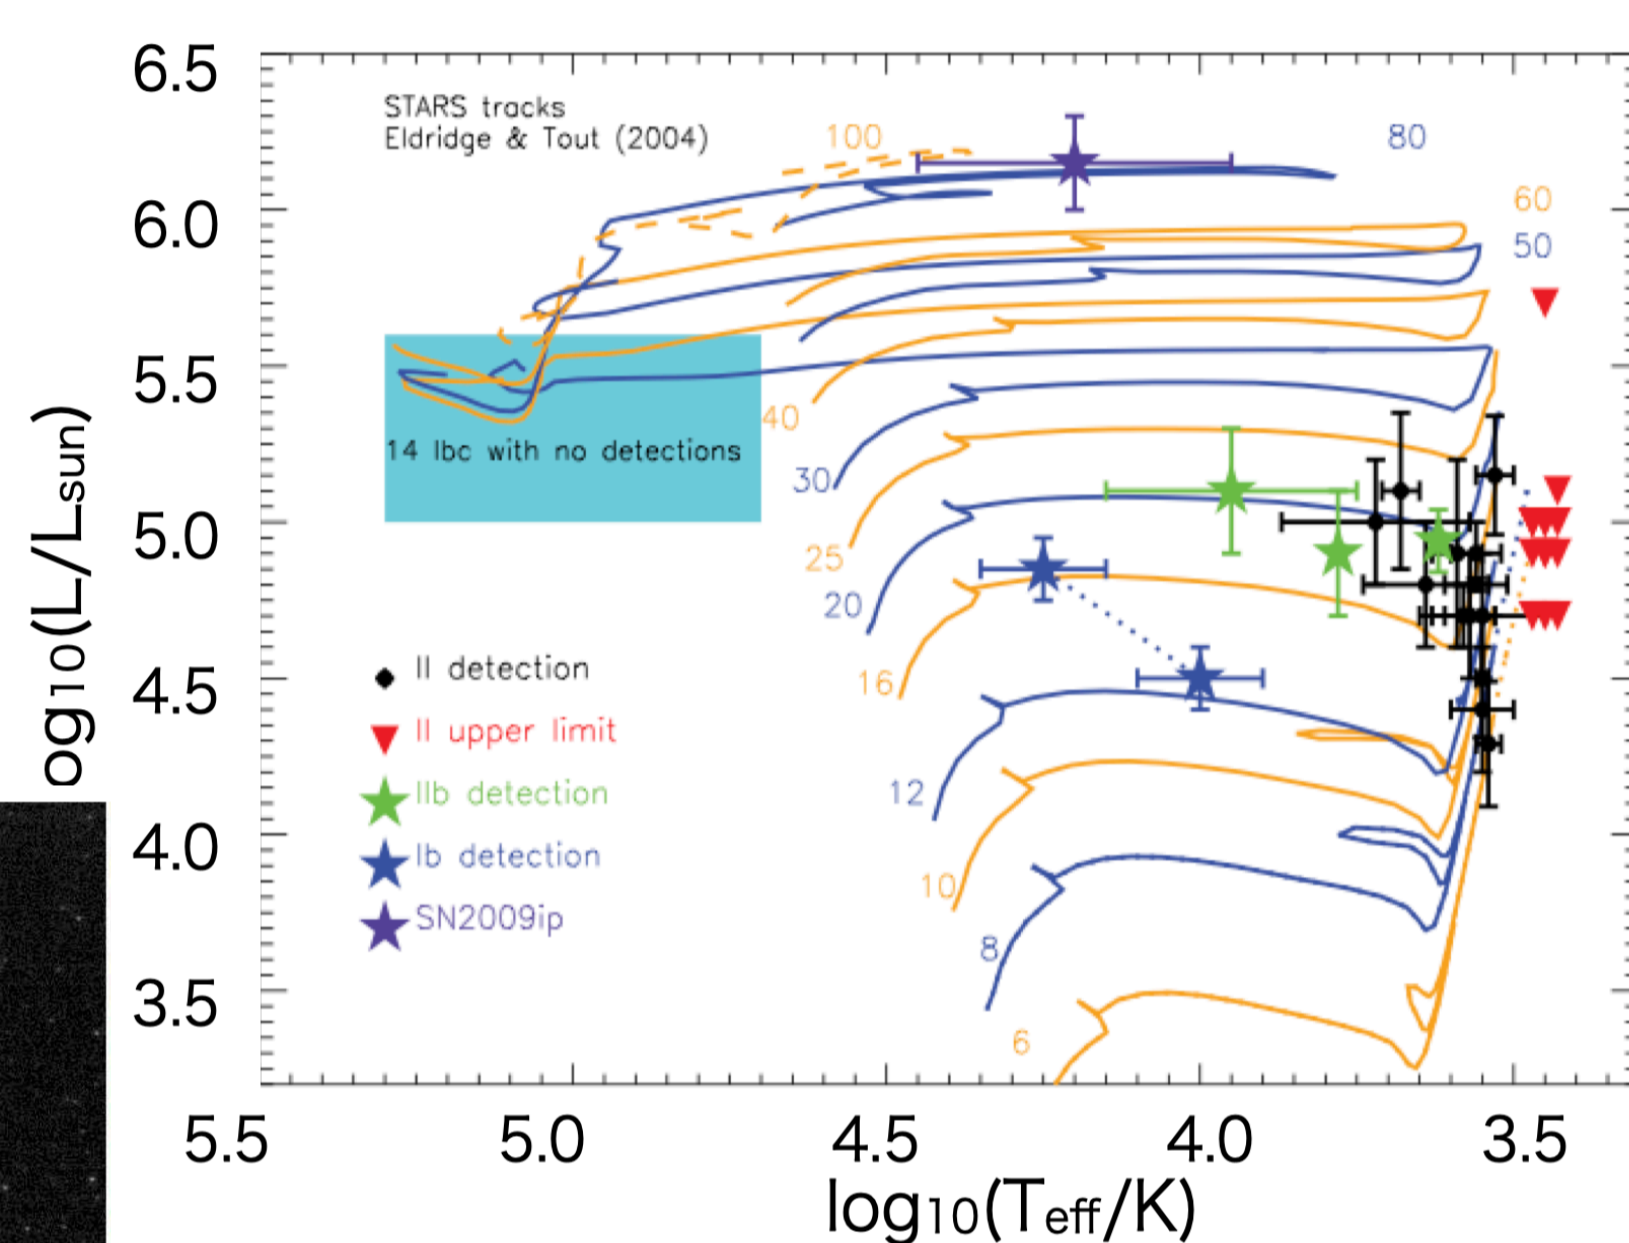 6.5
6.0
5.5
5.0
4.5
4.0
3.5
og10(L/Lsun)
STARS tracks
Eldridge & Tout (2004)
100
80
60
50
40
30
25
20
16
12
10
8
6
14 Ibc with no detections
II detection
II upper limit
IIb detection
Ib detection
SN2009ip
5.5 5.0 4.5 4.0 3.5
log10(Teff/K)